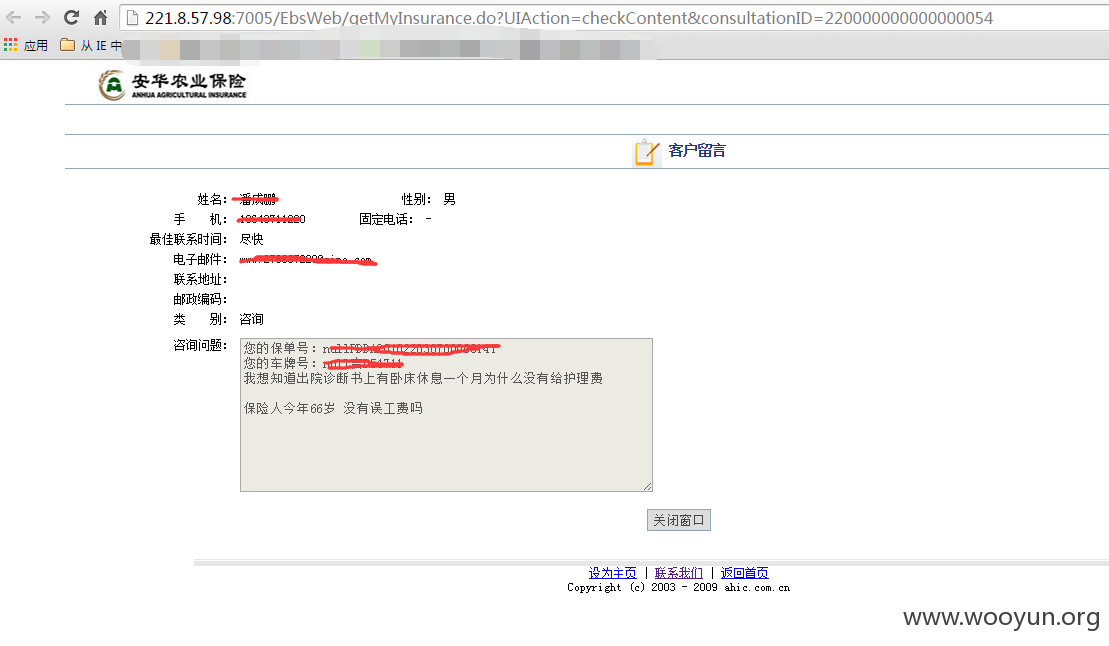 221.8.57.98:7005/EbsWeb/getMyInsurance.do?UIAction=checkContent&consultationID=220000000000000054
应用 从 IE 中
安华农业保险
ANHUA AGRICULTURAL INSURANCE
客户留言
姓名： 性别： 男
手 机： 固定电话： -
最佳联系时间： 尽快
电子邮件：
联系地址：
邮政编码：
类 别： 咨询
咨询问题： 您的保单号：
您的车牌号：
我想知道出院诊断书上有卧床休息一个月为什么没有给护理费
保险人今年66岁 没有误工费吗
关闭窗口
设为主页 | 联系我们 | 返回首页
Copyright (c) 2003 - 2009 ahic.com.cn
www.wooyun.org